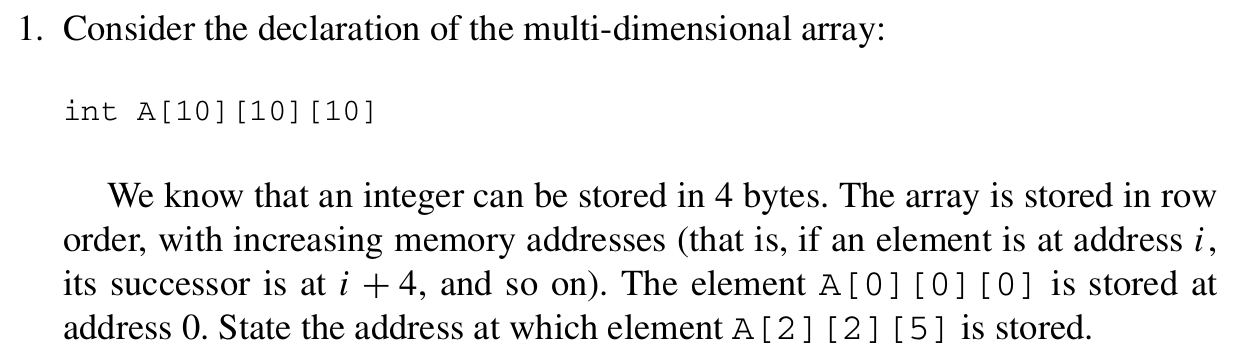 1. Consider the declaration of the multi-dimensional array:
int A[10][10][10]
We know that an integer can be stored in 4 bytes. The array is stored in row
order, with increasing memory addresses (that is, if an element is at address i,
its successor is at i + 4, and so on). The element A[0][0][0] is stored at
address 0. State the address at which element A[2][2][5] is stored.